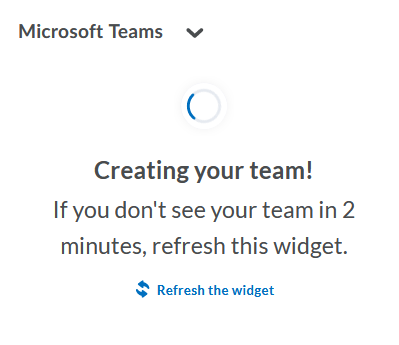 Microsoft Teams
Creating your team!
If you don't see your team in 2
minutes, refresh this widget.
Refresh the widget